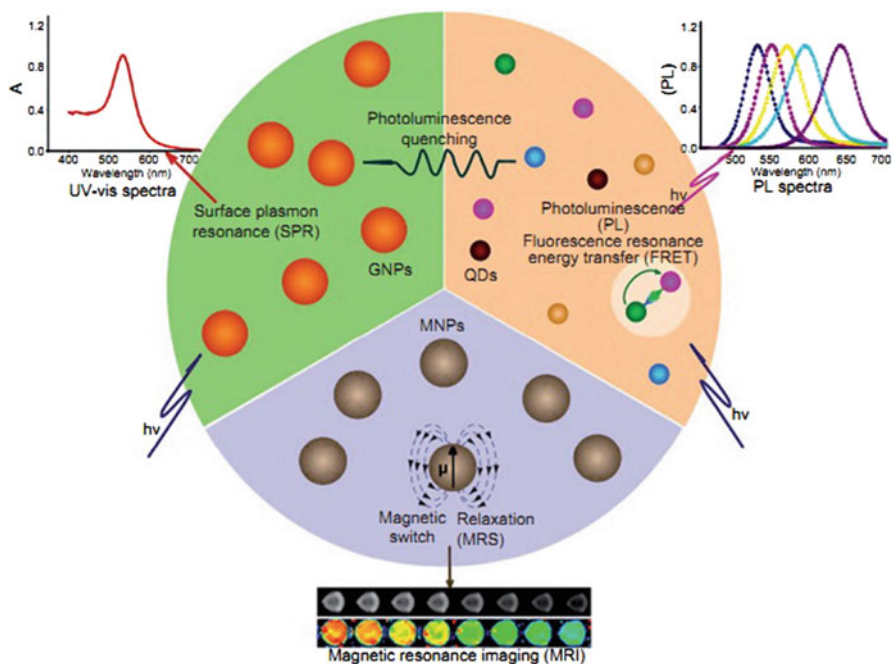 1.2
0.8
0.4
0.0
A
400 500 600 700
Wavelength (nm)
UV-vis spectra
Surface plasmon
resonance (SPR)
GNPs
hν
Photoluminescence
quenching
1.2
0.8
0.4
0.0
(PL)
500 550 600 650 700
Wavelength (nm)
PL spectra
hν
Photoluminescence
(PL)
Fluorescence resonance
energy transfer (FRET)
QDs
hν
MNPs
μ
Magnetic
switch
Relaxation
(MRS)
Magnetic resonance imaging (MRI)